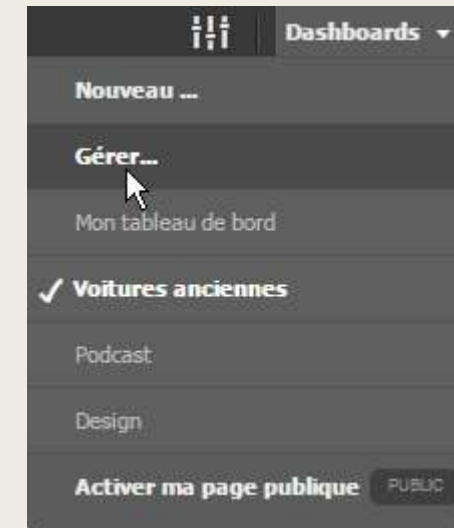 Dashboards
Nouveau ...
Gérer...
Mon tableau de bord
Voitures anciennes
Podcast
Design
Activer ma page publique PUBLIC